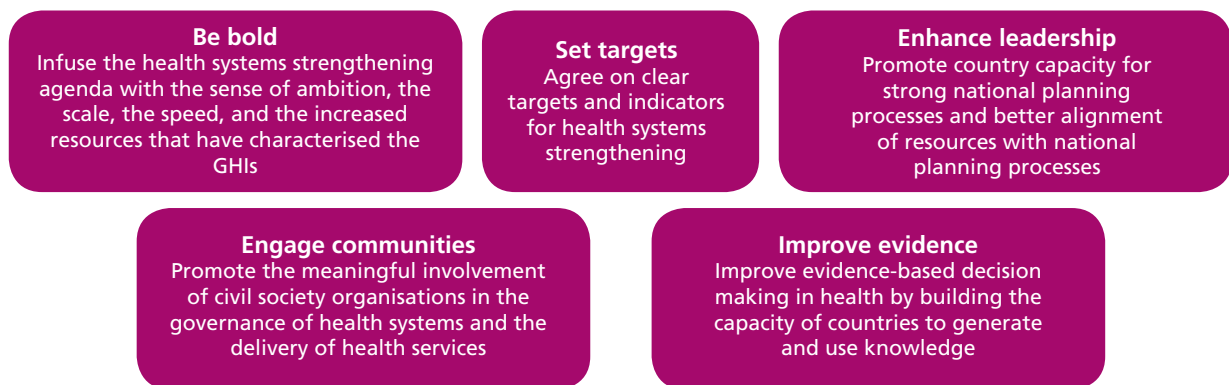 Be bold
Infuse the health systems strengthening
agenda with the sense of ambition, the
scale, the speed, and the increased
resources that have characterised the
GHIs
Set targets
Agree on clear
targets and indicators
for health systems
strengthening
Enhance leadership
Promote country capacity for
strong national planning
processes and better alignment
of resources with national
planning processes
Engage communities
Promote the meaningful involvement
of civil society organisations in the
governance of health systems and the
delivery of health services
Improve evidence
Improve evidence-based decision
making in health by building the
capacity of countries to generate
and use knowledge